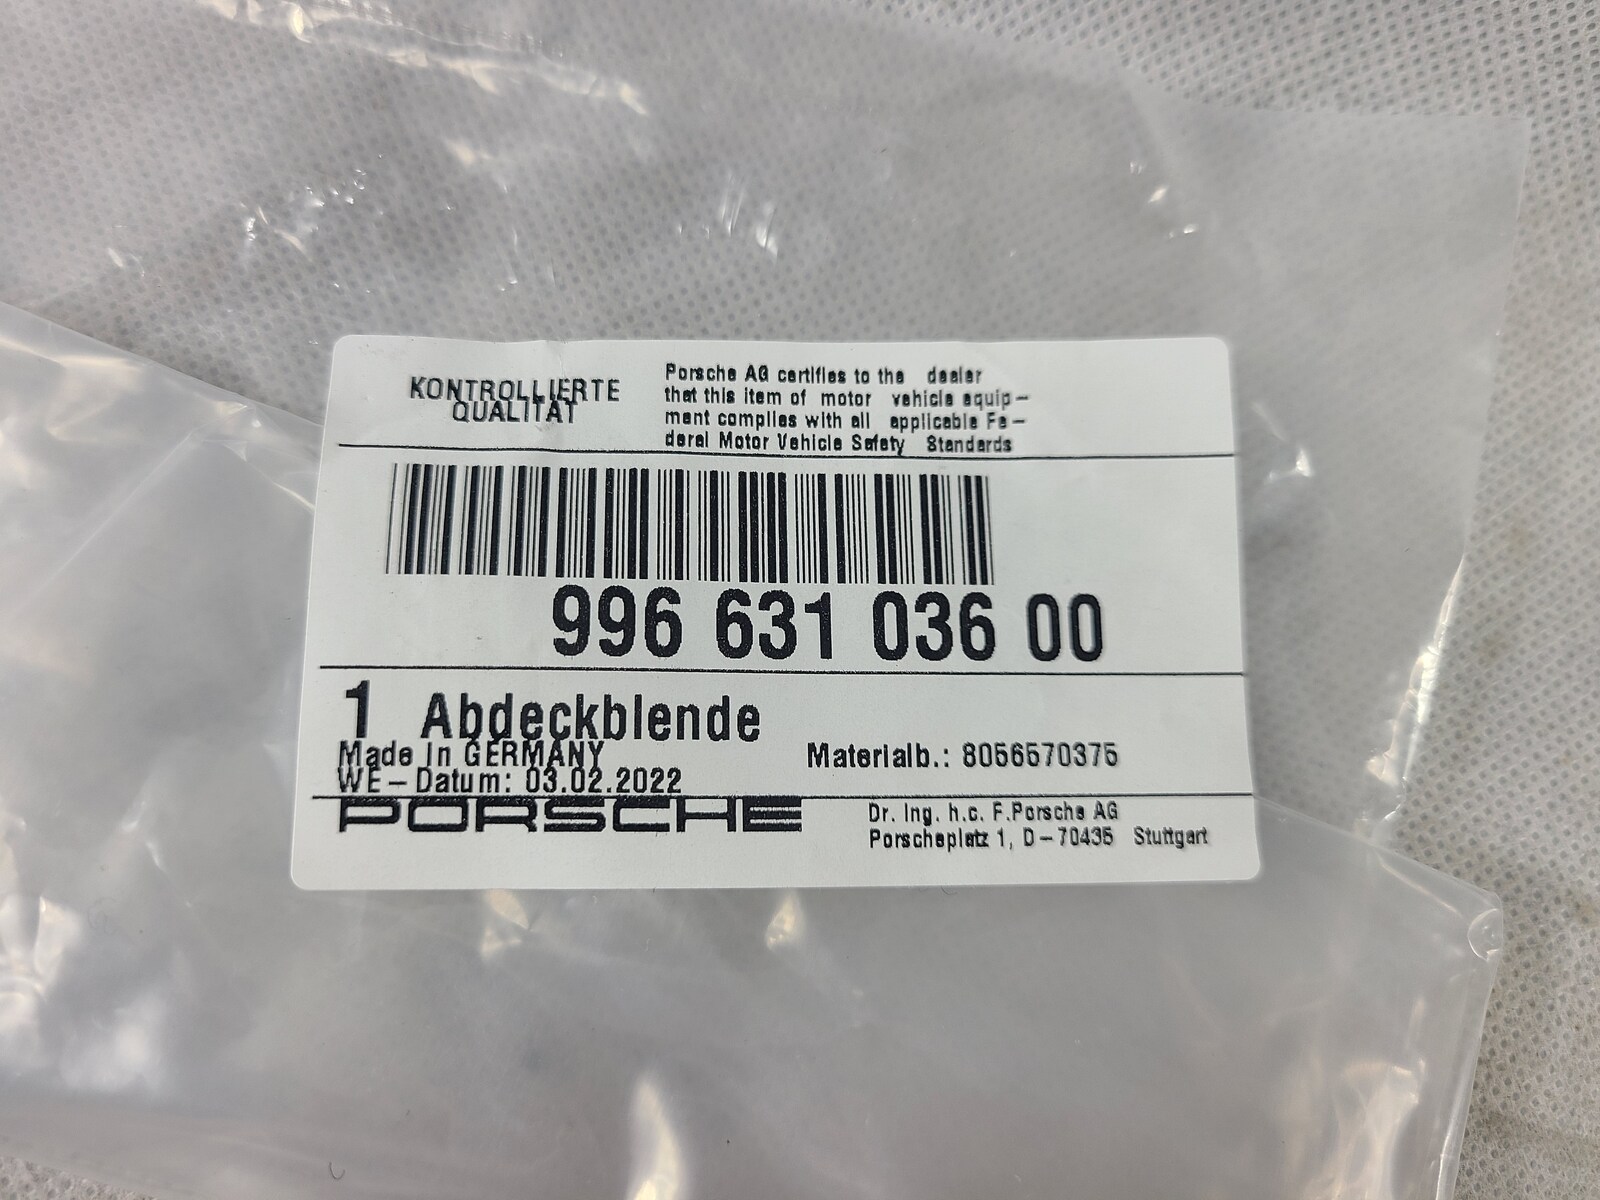 KONTROLLIERTE
QUALITÄT
Porsche AG certifies to the dealer
that this item of motor vehicle equip-
ment complies with all applicable Fe-
deral Motor Vehicle Safety Standards
996 631 036 00
1 Abdeckblende
Made In GERMANY
Materialb.: 8056570375
WE-Datum: 03.02.2022
PORSCHE
Dr. Ing. h.c. F.Porsche AG
Porscheplatz 1, D-70435 Stuttgart